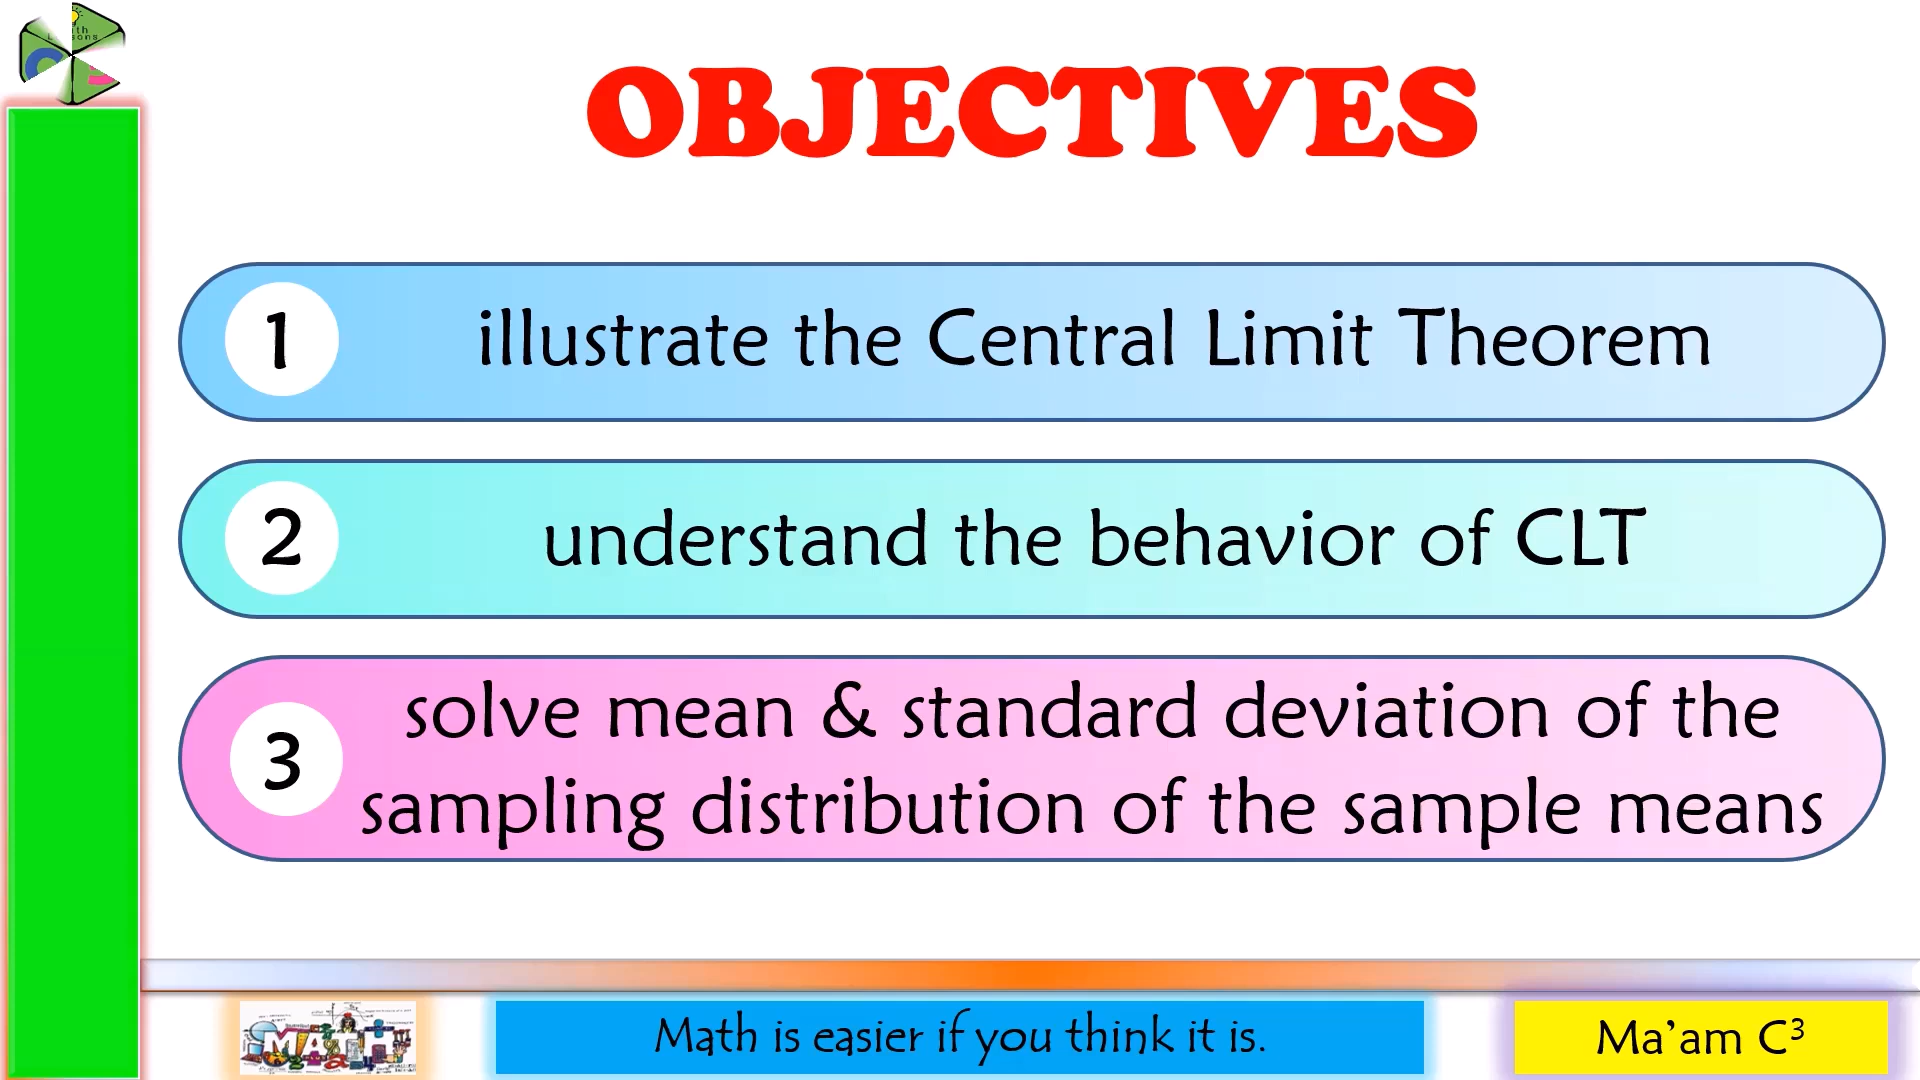 OBJECTIVES
1
illustrate the Central Limit Theorem
2
understand the behavior of CLT
3
solve mean & standard deviation of the
sampling distribution of the sample means
MATH
Math is easier if you think it is.
Ma’am C³